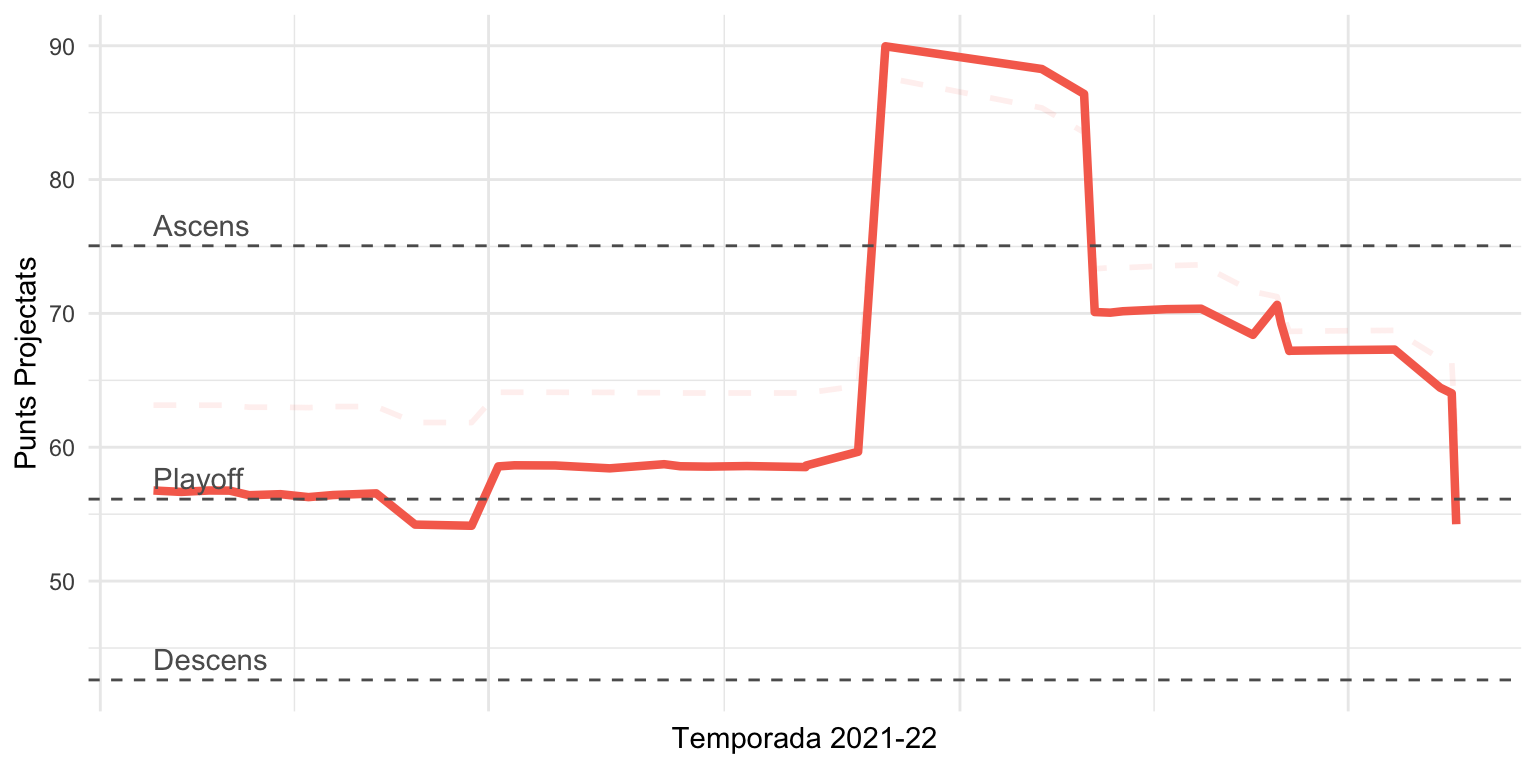 90
80
Ascens
70
Punts Projectats
60
Playoff
50
Descens
Temporada 2021-22